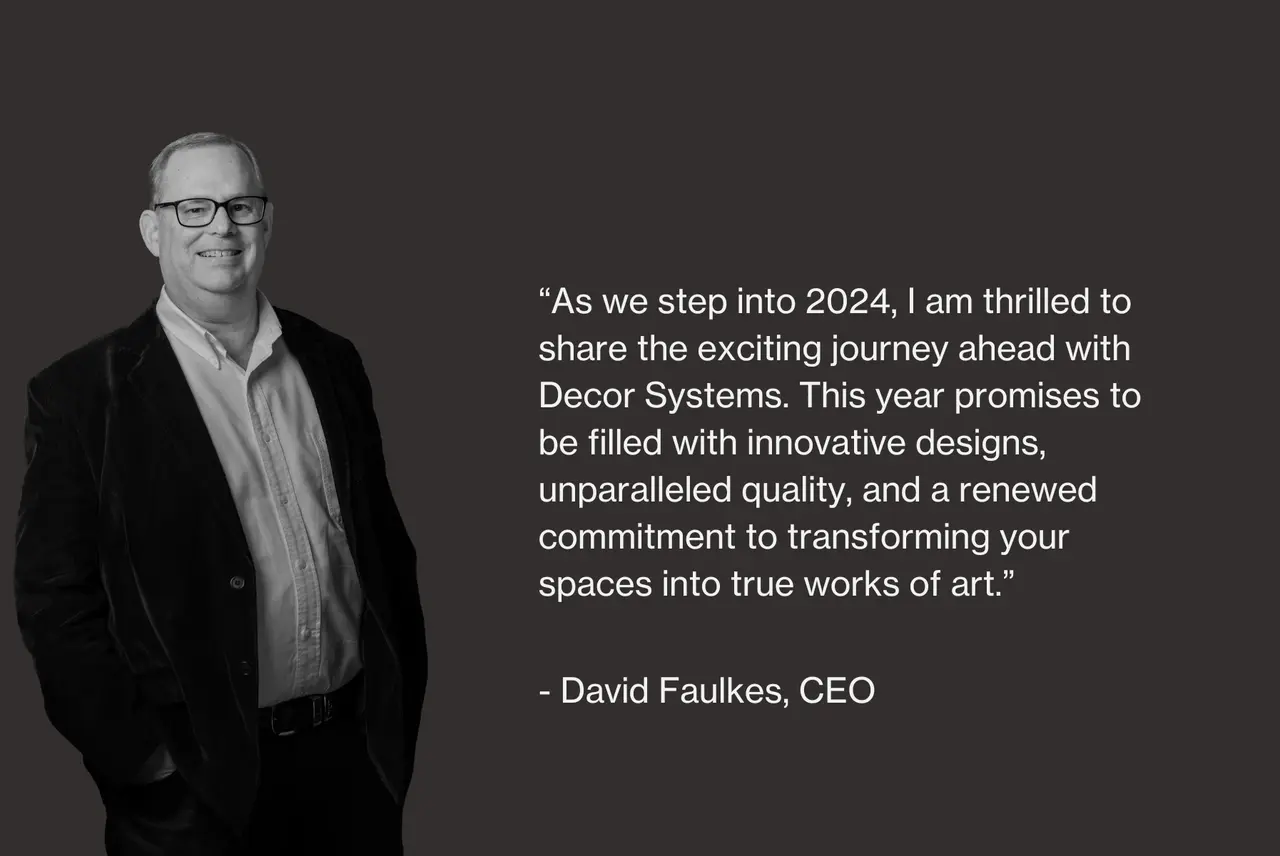 “As we step into 2024, I am thrilled to
share the exciting journey ahead with
Decor Systems. This year promises to
be filled with innovative designs,
unparalleled quality, and a renewed
commitment to transforming your
spaces into true works of art.”
- David Faulkes, CEO